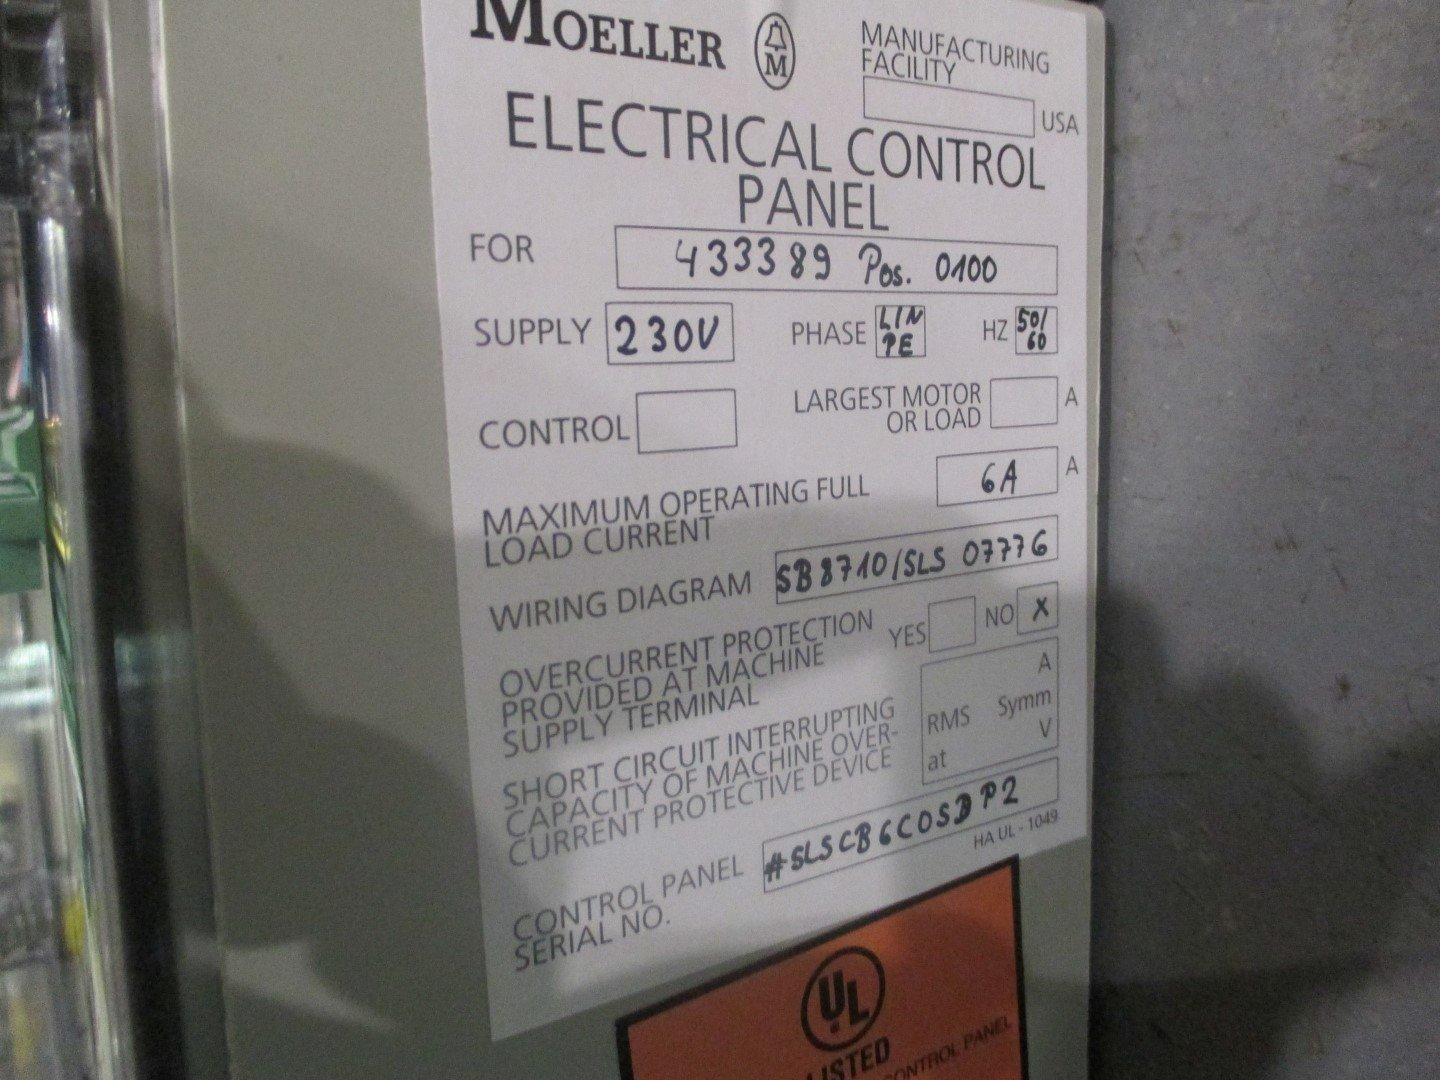 MOELLER M MANUFACTURING
FACILITY
USA
ELECTRICAL CONTROL
PANEL
FOR 433389 Pos. 0100
SUPPLY 230V PHASE L1N
PE HZ 50/
60
CONTROL LARGEST MOTOR
OR LOAD A
MAXIMUM OPERATING FULL
LOAD CURRENT 6A A
WIRING DIAGRAM SB8710/SLS 07776
OVERCURRENT PROTECTION
PROVIDED AT MACHINE
SUPPLY TERMINAL YES NO X
SHORT CIRCUIT INTERRUPTING
CAPACITY OF MACHINE OVER-
CURRENT PROTECTIVE DEVICE
A
RMS Symm
at V
CONTROL PANEL
SERIAL NO. #SLSCB6COSDP2
HA UL - 1049
UL
LISTED
CONTROL PANEL